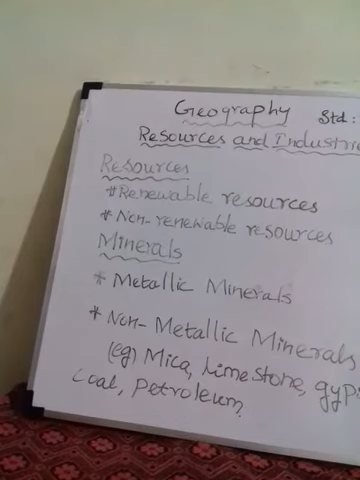 Geography Std:
Resources and Industrie
Resources
* Renewable resources
* Non-renewable resources
Minerals
* Metallic Minerals
* Non-Metallic Minerals
(eg) Mica, Limestone, gyp
Coal, Petroleum.